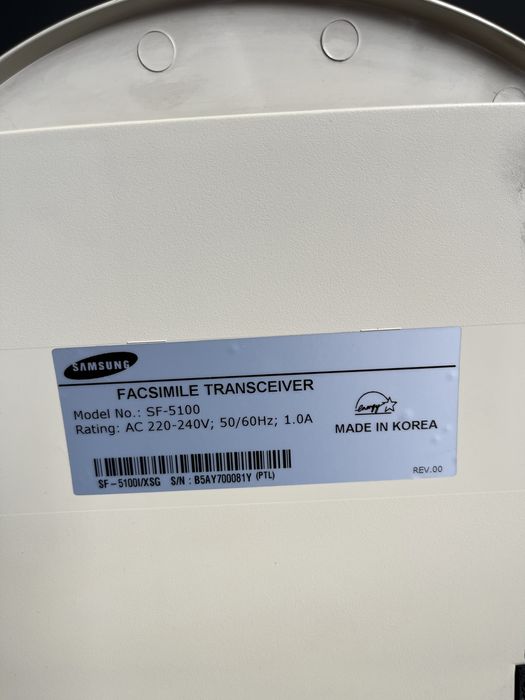 SAMSUNG
FACSIMILE TRANSCEIVER
Model No.: SF-5100
Rating: AC 220-240V; 50/60Hz; 1.0A
energy
MADE IN KOREA
SF-5100I/XSG S/N : B5AY700081Y (PTL)
REV.00